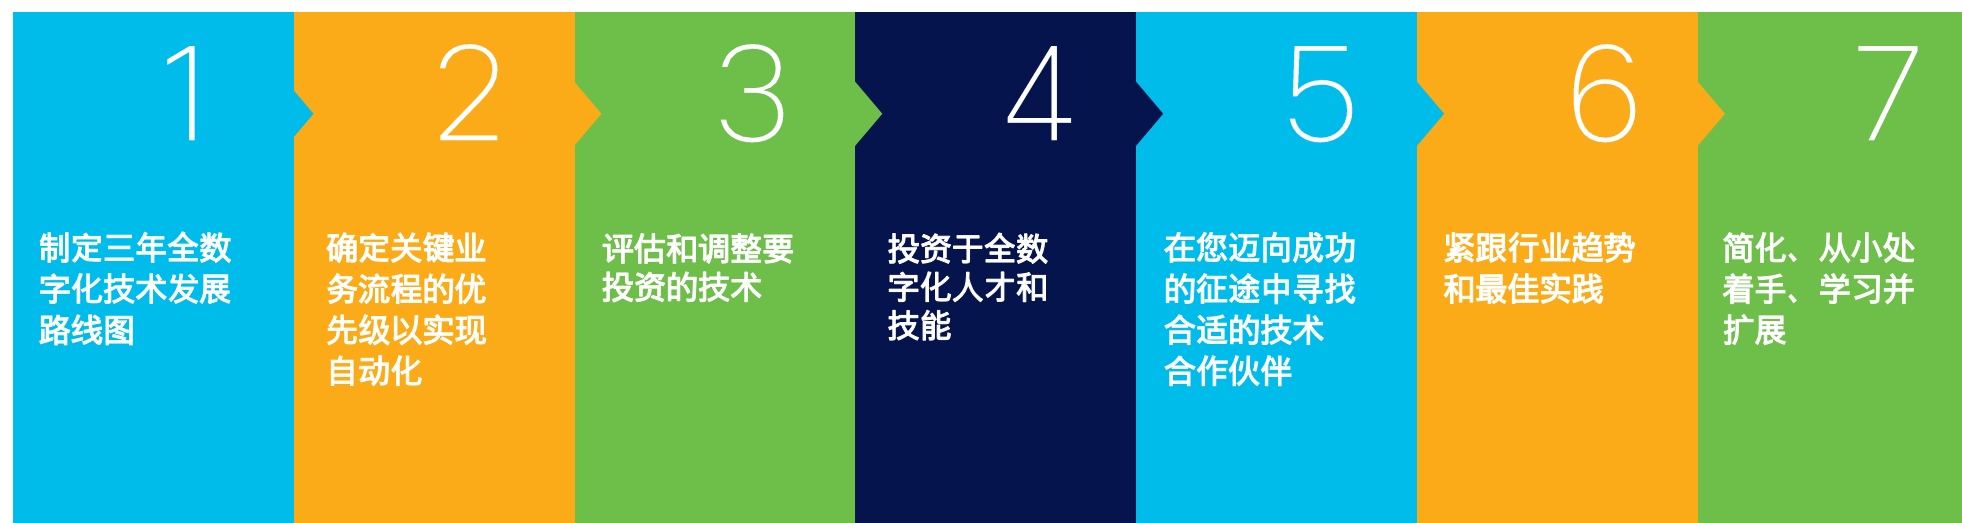 1
制定三年全数
字化技术发展
路线图
2
确定关键业
务流程的优
先级以实现
自动化
3
评估和调整要
投资的技术
4
投资于全数
字化人才和
技能
5
在您迈向成功
的征途中寻找
合适的技术
合作伙伴
6
紧跟行业趋势
和最佳实践
7
简化、从小处
着手、学习并
扩展